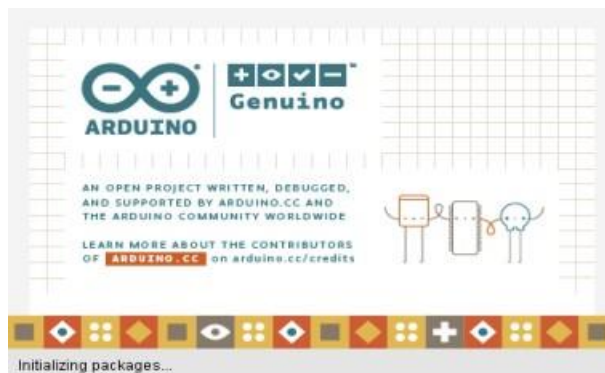 ARDUINO
Genuino
AN OPEN PROJECT WRITTEN, DEBUGGED,
AND SUPPORTED BY ARDUINO.CC AND
THE ARDUINO COMMUNITY WORLDWIDE
LEARN MORE ABOUT THE CONTRIBUTORS
OF ARDUINO.CC on arduino.cc/credits
Initializing packages...